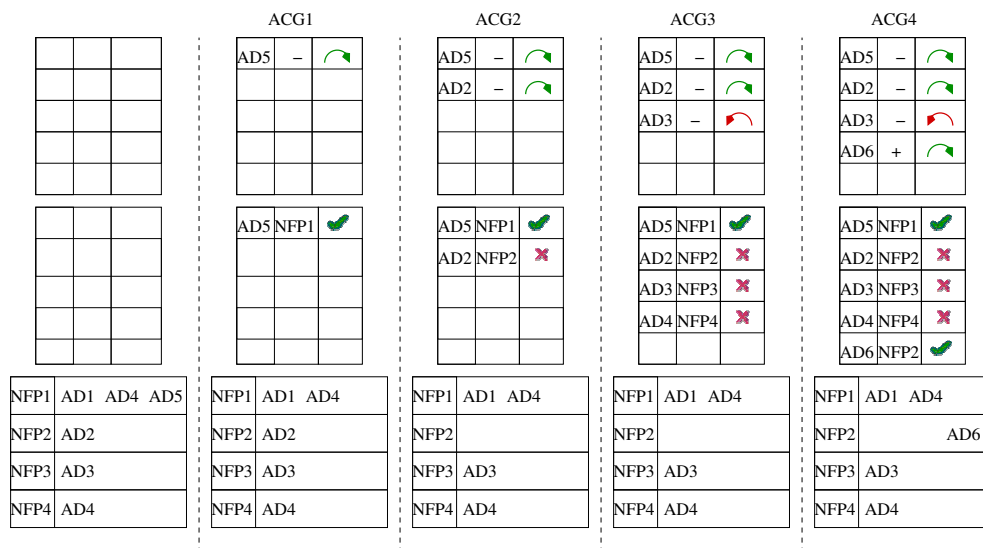 ACG1 ACG2 ACG3 ACG4
AD5 – AD5 – AD5 – AD5 –
AD2 – AD2 – AD2 –
AD3 – AD3 –
AD6 +
AD5 NFP1 AD5 NFP1 AD5 NFP1 AD5 NFP1
AD2 NFP2 AD2 NFP2 AD2 NFP2
AD3 NFP3 AD3 NFP3
AD4 NFP4 AD4 NFP4
AD6 NFP2
NFP1 AD1 AD4 AD5 NFP1 AD1 AD4 NFP1 AD1 AD4 NFP1 AD1 AD4 NFP1 AD1 AD4
NFP2 AD2 NFP2 AD2 NFP2 NFP2 NFP2 AD6
NFP3 AD3 NFP3 AD3 NFP3 AD3 NFP3 AD3 NFP3 AD3
NFP4 AD4 NFP4 AD4 NFP4 AD4 NFP4 AD4 NFP4 AD4